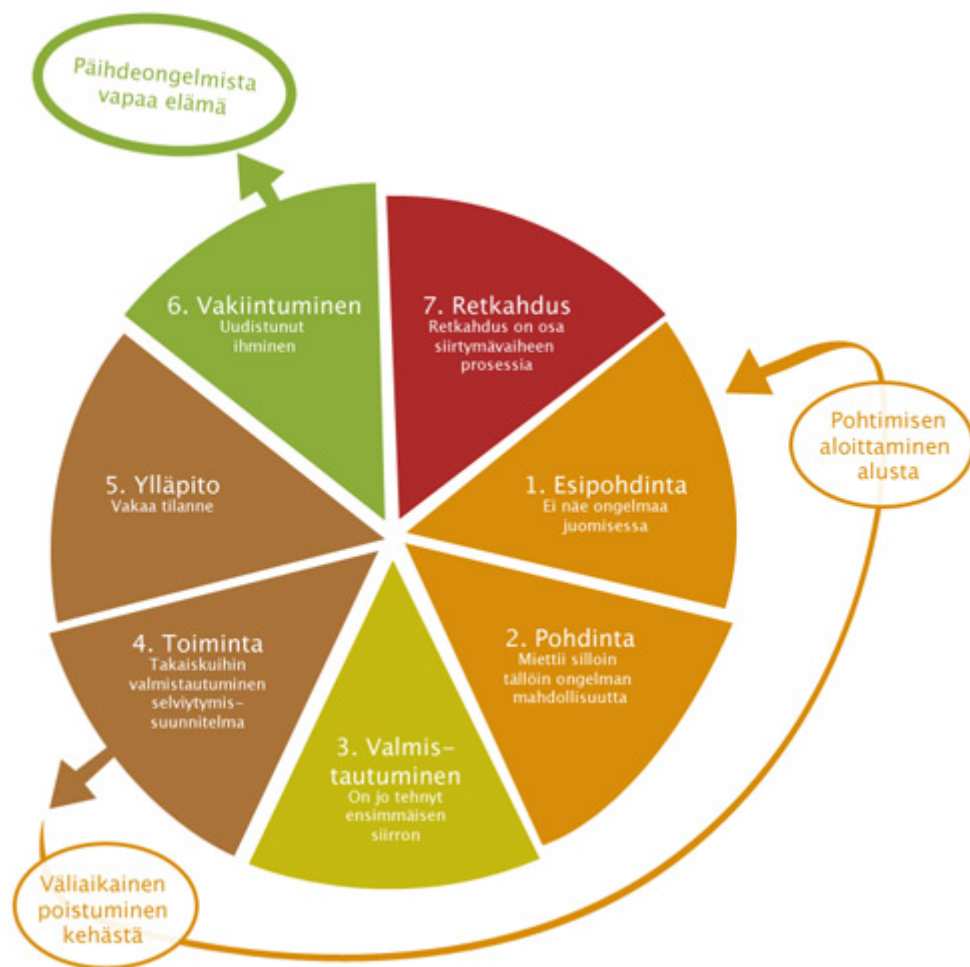 Päihdeongelmista
vapaa elämä
6. Vakiintuminen
Uudistunut
ihminen
7. Retkahdus
Retkahdus on osa
siirtymävaiheen
prosessia
Pohtimisen
aloittaminen
alusta
5. Ylläpito
Vakaa tilanne
1. Esipohdinta
Ei näe ongelmaa
juomisessa
4. Toiminta
Takaiskuihin
valmistautuminen
selviytymis-
suunnitelma
2. Pohdinta
Miettii silloin
tällöin ongelman
mahdollisuutta
3. Valmis-
tautuminen
On jo tehnyt
ensimmäisen
siirron
Väliaikainen
poistuminen
kehästä